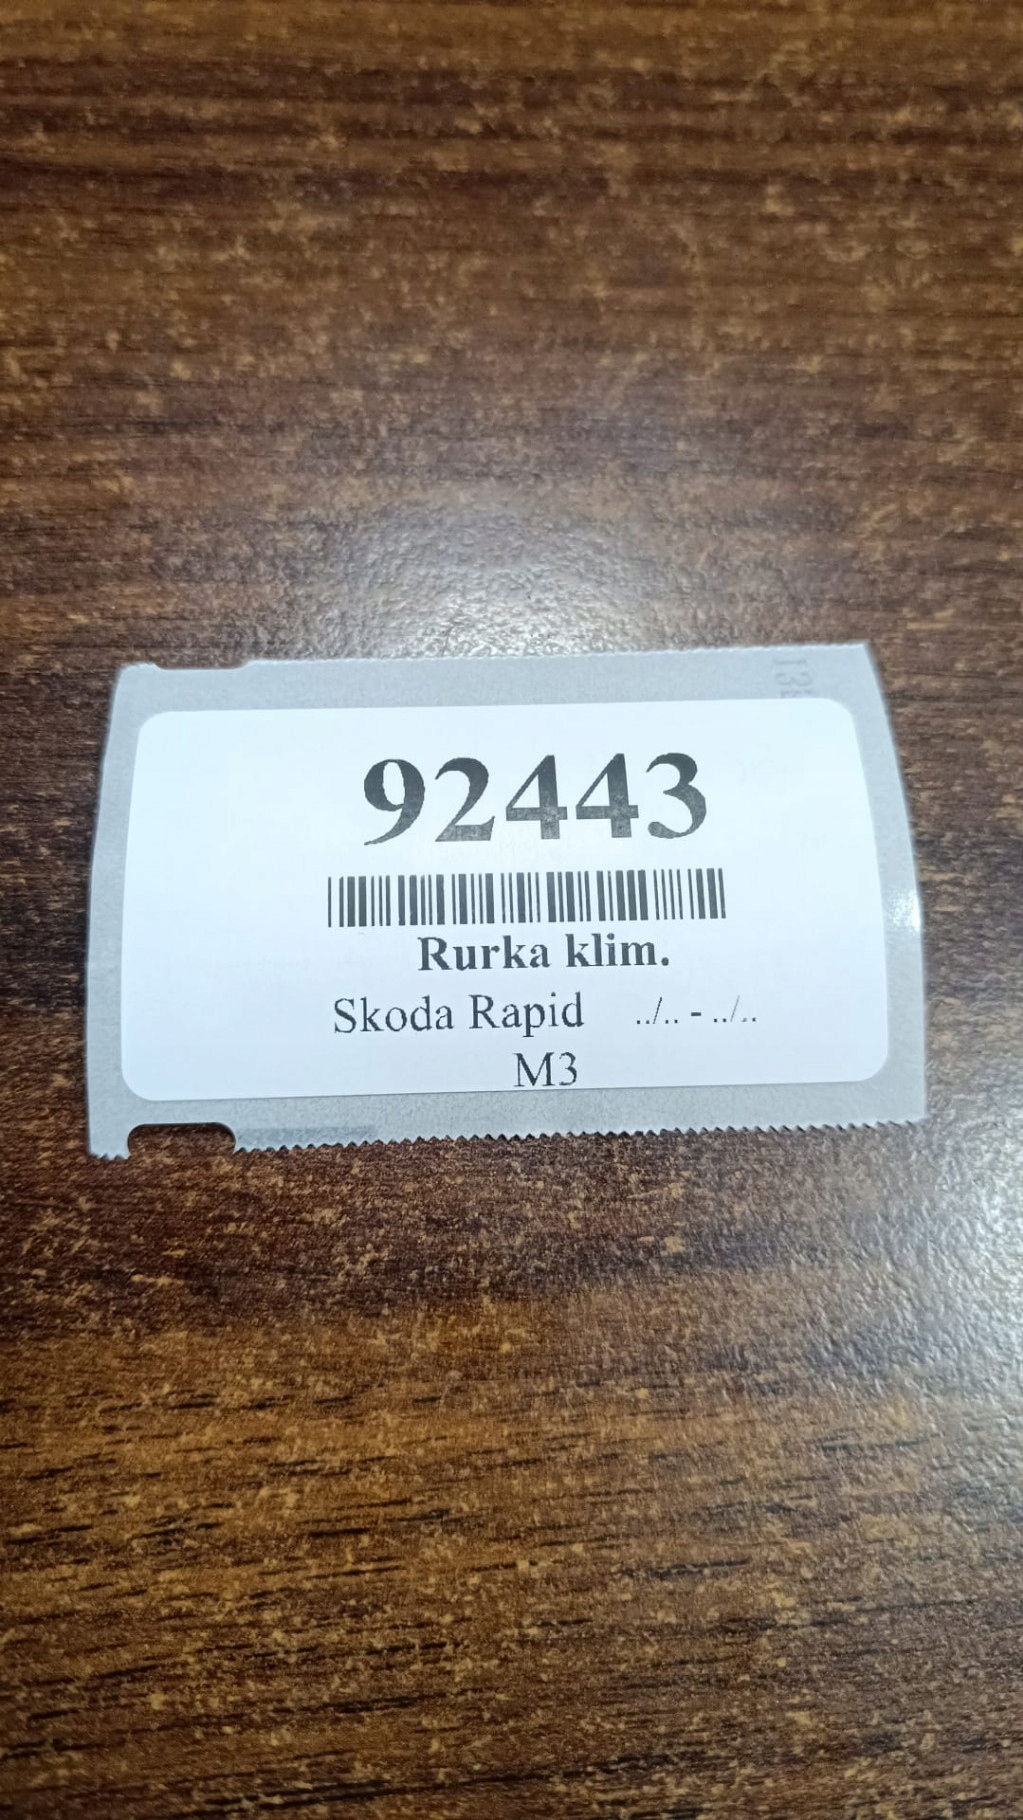 92443
Rurka klim.
Skoda Rapid ../.. - ../..
M3